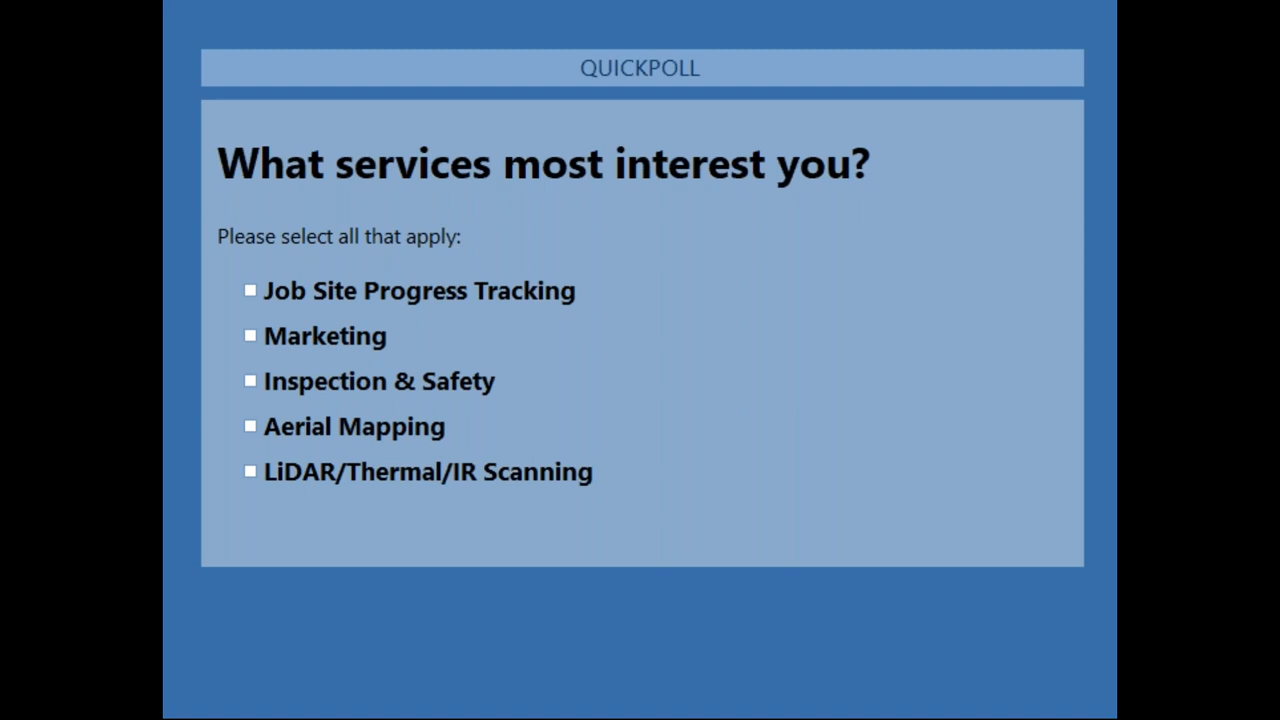 QUICKPOLL
What services most interest you?
Please select all that apply:
Job Site Progress Tracking
Marketing
Inspection & Safety
Aerial Mapping
LiDAR/Thermal/IR Scanning